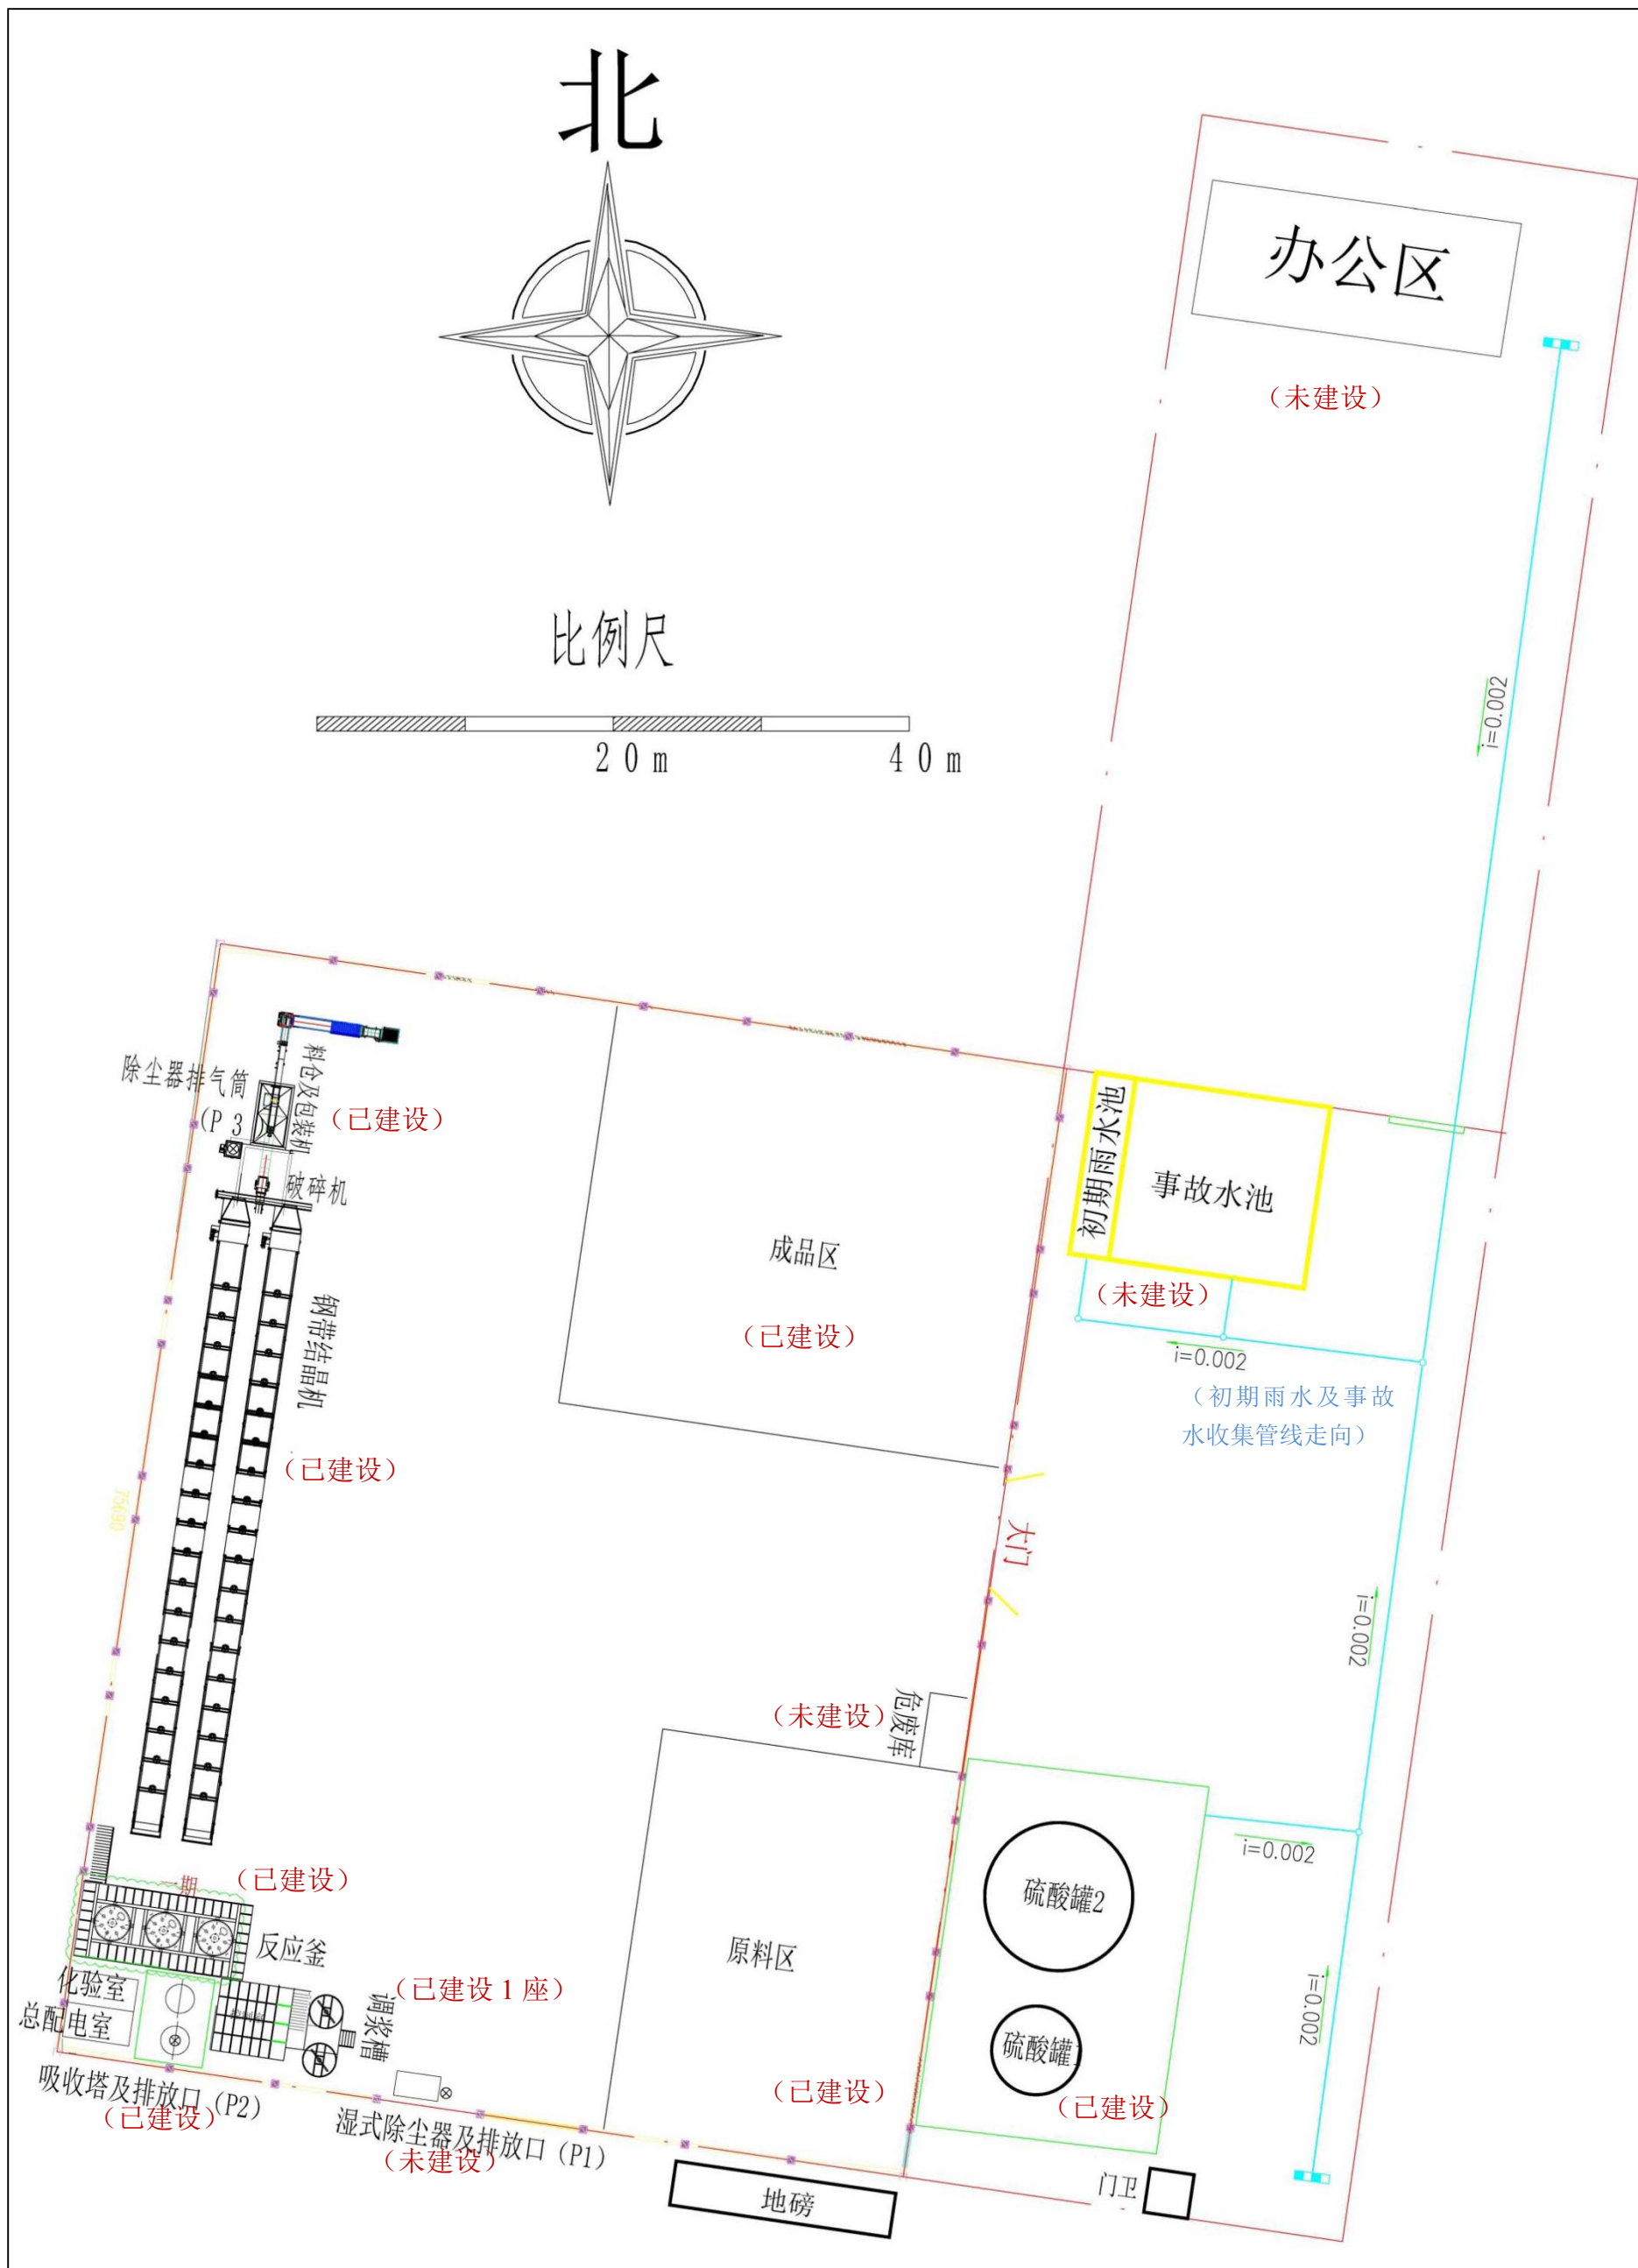 北
办公区
（未建设）
比例尺
20m
40m
i=0.002
除尘器排气筒
(P 3
料仓及包装机
（已建设）
破碎机
初期雨水池
事故水池
成品区
（已建设）
（未建设）
i=0.002
（初期雨水及事故
水收集管线走向）
钢带结晶机
（已建设）
75690
大门
i=0.002
（未建设）
危废库
i=0.002
硫酸罐2
一期
（已建设）
反应釜
原料区
化验室
（已建设 1 座）
总配电室
调浆槽
i=0.002
硫酸罐1
吸收塔及排放口（P2）
（已建设）
湿式除尘器及排放口（P1）
（未建设）
（已建设）
（已建设）
地磅
门卫